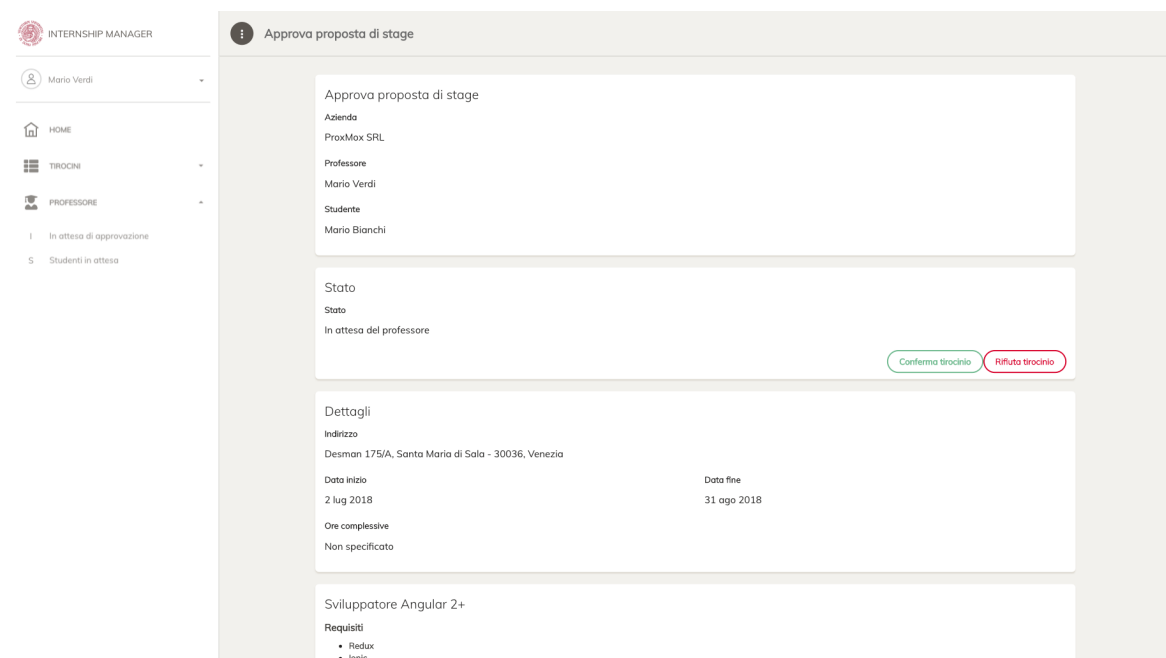 INTERNSHIP MANAGER
Mario Verdi
HOME
TIROCINI
PROFESSORE
I In attesa di approvazione
S Studenti in attesa
Approva proposta di stage
Approva proposta di stage
Azienda
ProxMox SRL
Professore
Mario Verdi
Studente
Mario Bianchi
Stato
Stato
In attesa del professore
Conferma tirocinio Rifiuta tirocinio
Dettagli
Indirizzo
Desman 175/A, Santa Maria di Sala - 30036, Venezia
Data inizio Data fine
2 lug 2018 31 ago 2018
Ore complessive
Non specificato
Sviluppatore Angular 2+
Requisiti
• Redux
• Ionic